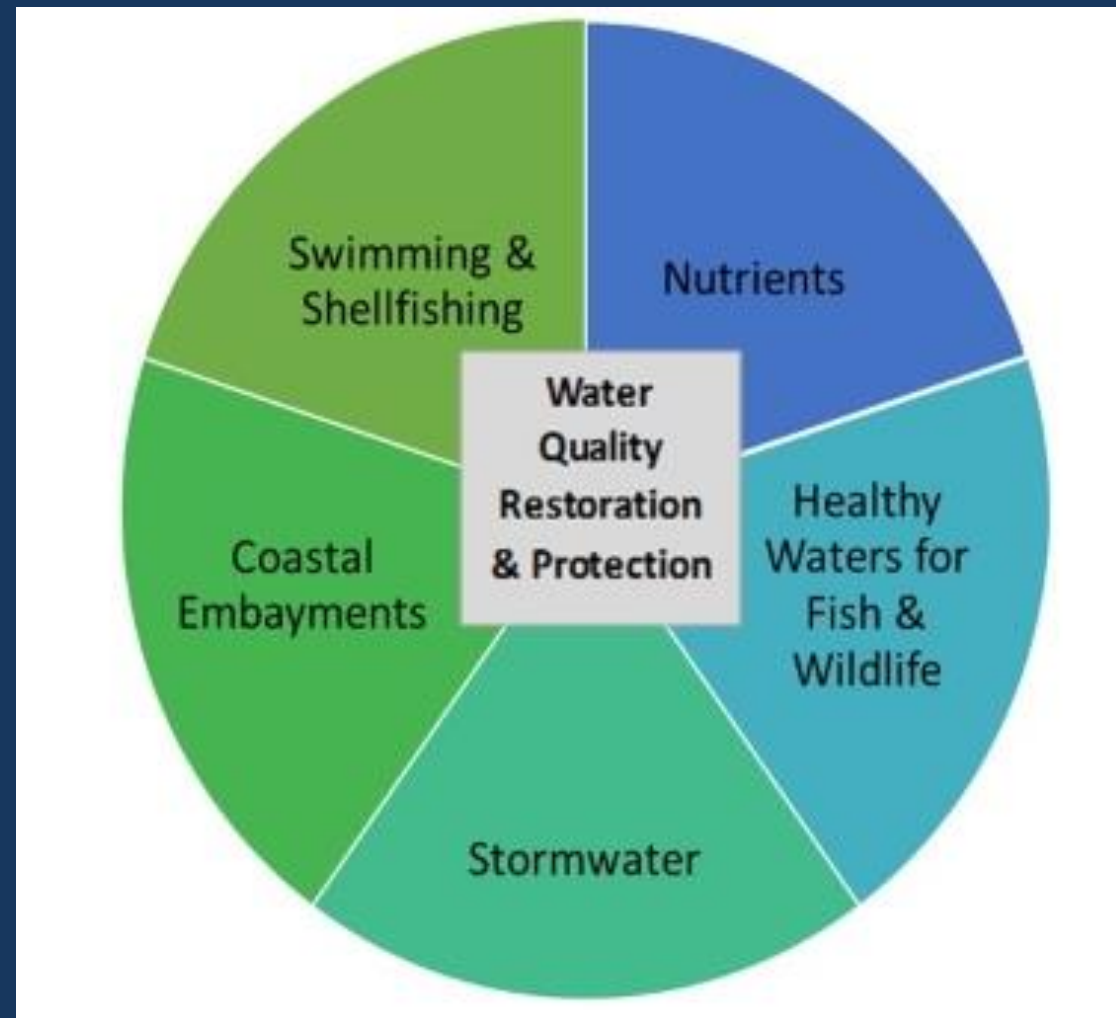 Swimming &
Shellfishing
Nutrients
Water
Quality
Restoration
& Protection
Healthy
Waters for
Fish &
Wildlife
Coastal
Embayments
Stormwater